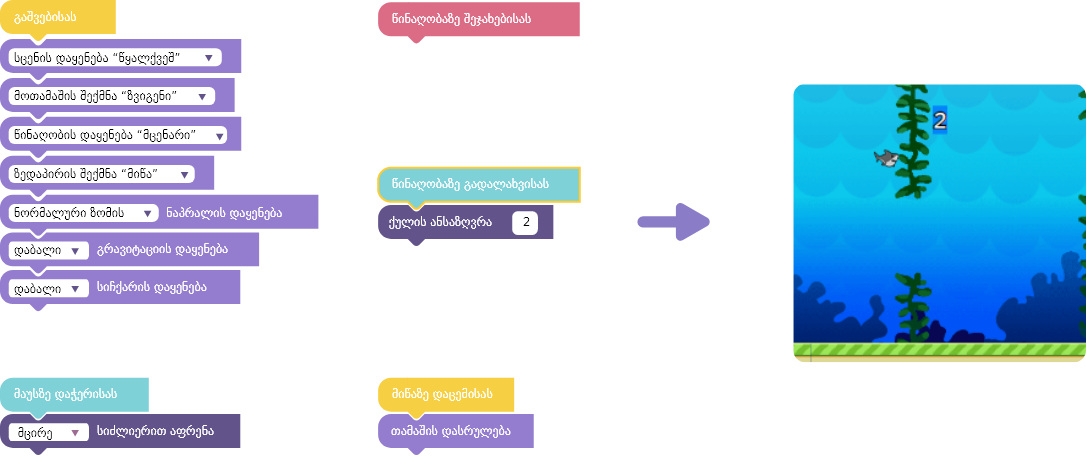 გაშვებისას
სცენის დაყენება “წყალქვეშ”
მოთამაშის შექმნა “ზვიგენი”
წინაღობის დაყენება “მცენარი”
ზედაპირის შექმნა “მიწა”
ნორმალური ზომის ნაპრალის დაყენება
დაბალი გრავიტაციის დაყენება
დაბალი სიჩქარის დაყენება
მაუსზე დაჭერისას
მცირე სიძლიერით აფრენა
წინაღობაზე შეჯახებისას
წინაღობაზე გადალახვისას
ქულის ანსაზღვრა 2
მიწაზე დაცემისას
თამაშის დასრულება
2